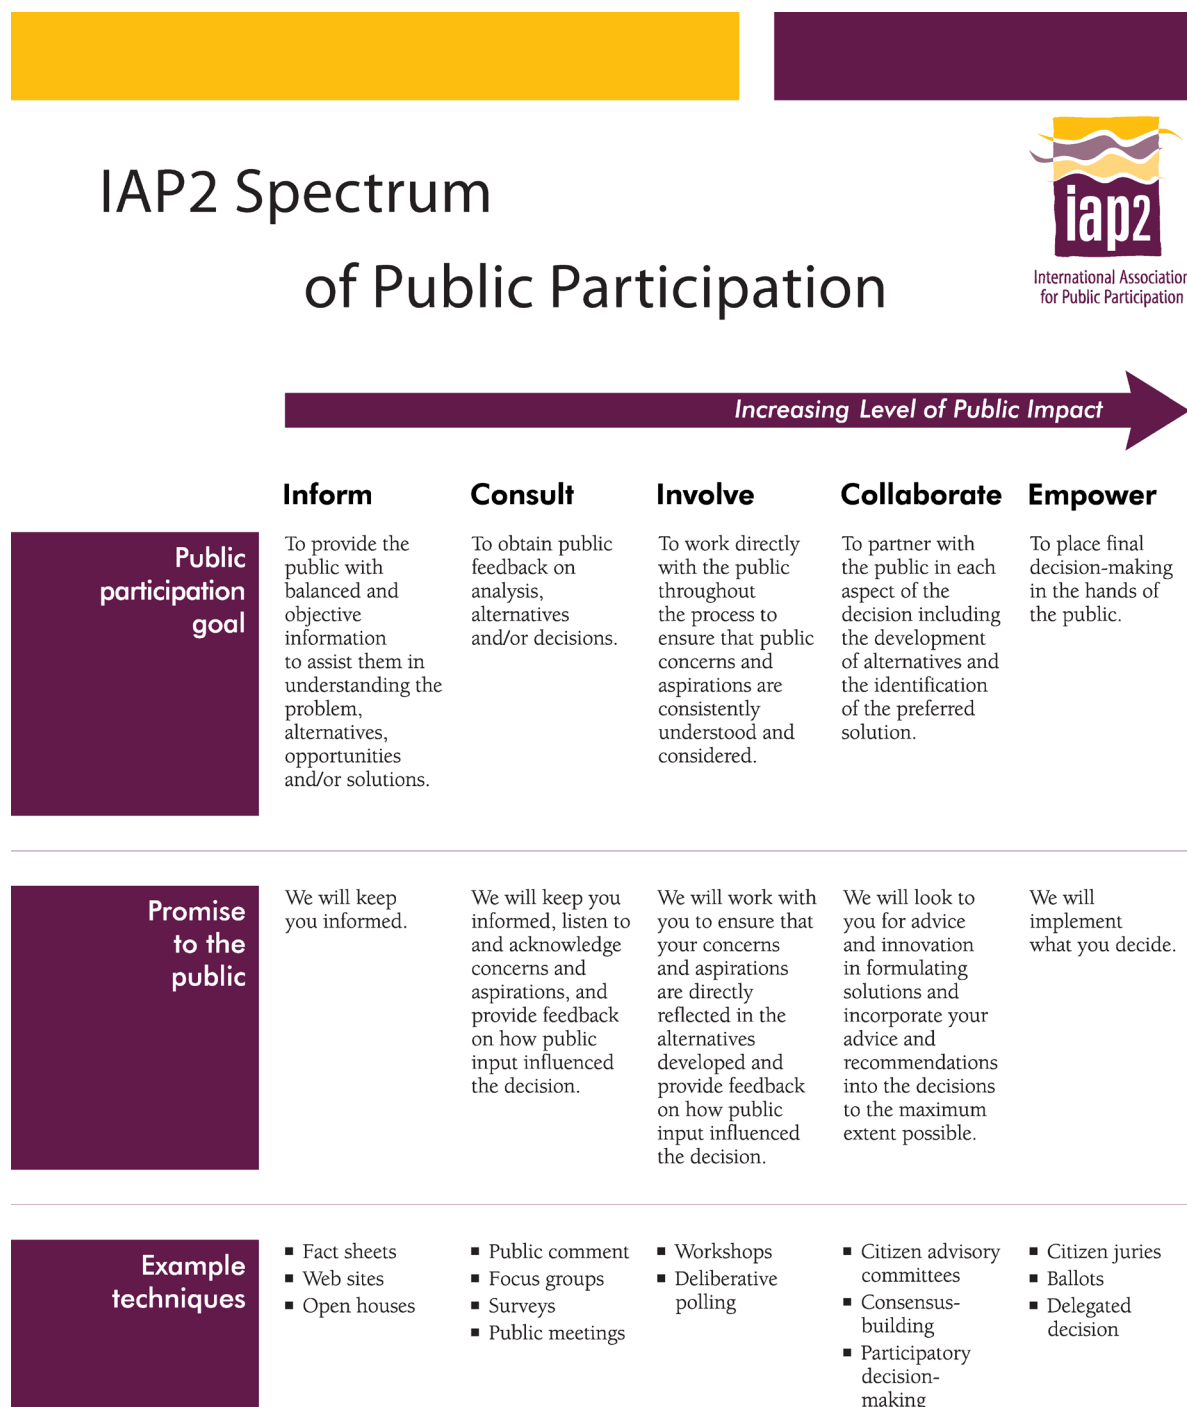 IAP2 Spectrum
of Public Participation
iap2
International Association
for Public Participation
Increasing Level of Public Impact
Inform
Consult
Involve
Collaborate
Empower
Public
participation
goal
To provide the
public with
balanced and
objective
information
to assist them in
understanding the
problem,
alternatives,
opportunities
and/or solutions.
To obtain public
feedback on
analysis,
alternatives
and/or decisions.
To work directly
with the public
throughout
the process to
ensure that public
concerns and
aspirations are
consistently
understood and
considered.
To partner with
the public in each
aspect of the
decision including
the development
of alternatives and
the identification
of the preferred
solution.
To place final
decision-making
in the hands of
the public.
Promise
to the
public
We will keep
you informed.
We will keep you
informed, listen to
and acknowledge
concerns and
aspirations, and
provide feedback
on how public
input influenced
the decision.
We will work with
you to ensure that
your concerns
and aspirations
are directly
reflected in the
alternatives
developed and
provide feedback
on how public
input influenced
the decision.
We will look to
you for advice
and innovation
in formulating
solutions and
incorporate your
advice and
recommendations
into the decisions
to the maximum
extent possible.
We will
implement
what you decide.
Example
techniques
▪ Fact sheets
▪ Web sites
▪ Open houses
▪ Public comment
▪ Focus groups
▪ Surveys
▪ Public meetings
▪ Workshops
▪ Deliberative
polling
▪ Citizen advisory
committees
▪ Consensus-
building
▪ Participatory
decision-
making
▪ Citizen juries
▪ Ballots
▪ Delegated
decision